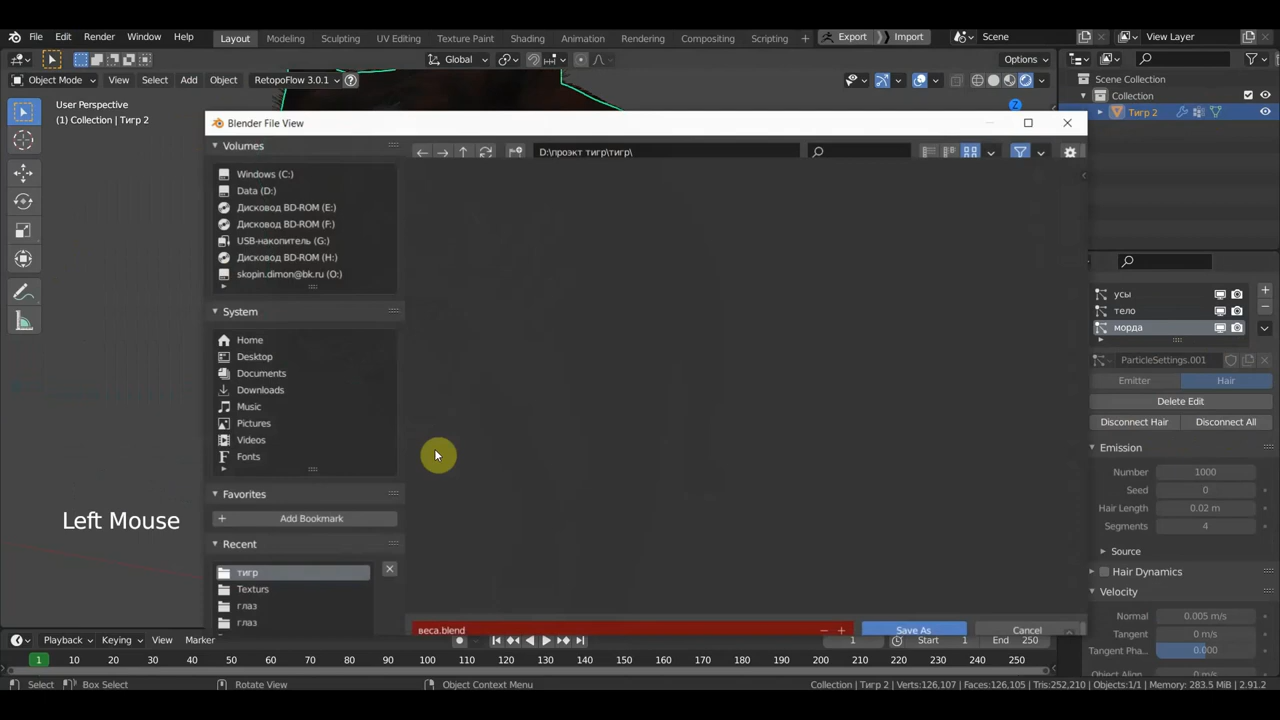 File Edit Render Window Help Layout Modeling Sculpting UV Editing Texture Paint Shading Animation Rendering Compositing Scripting + Export Import Scene View Layer
Global Options
Object Mode View Select Add Object RetopoFlow 3.0.1 ?
Scene Collection
Collection
Тигр 2
User Perspective
(1) Collection | Тигр 2
Z
Blender File View
Volumes
D:\проэкт тигр\тигр\
Windows (C:)
Data (D:)
Дисковод BD-ROM (E:)
Дисковод BD-ROM (F:)
USB-накопитель (G:)
Дисковод BD-ROM (H:)
skopin.dimon@bk.ru (O:)
System
Home
Desktop
Documents
Downloads
Music
Pictures
Videos
Fonts
Favorites
Add Bookmark
Recent
тигр
Texturs
глаз
глаз
веса.blend
Save As
Cancel
Left Mouse
усы
тело
морда
ParticleSettings.001
Emitter Hair
Delete Edit
Disconnect Hair Disconnect All
Emission
Number 1000
Seed 0
Hair Length 0.02 m
Segments 4
Source
Hair Dynamics
Velocity
Normal 0.005 m/s
Tangent 0 m/s
Tangent Pha... 0.000
Object Align...
Playback Keying View Marker 1 Start 1 End 250
1 10 20 30 40 50 60 70 80 90 100 110 120 130 140 150 160 170 180 190 200 210 220 230 240 250
Select Box Select Rotate View Object Context Menu Collection | Тигр 2 | Verts:126,107 | Faces:126,105 | Tris:252,210 | Objects:1/1 | Memory: 283.5 MiB | 2.91.2